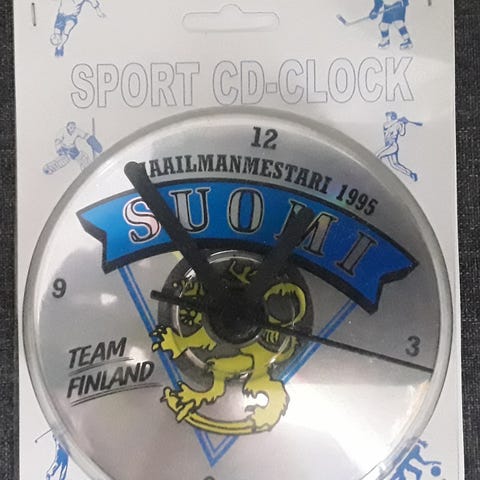 SPORT CD-CLOCK
12
MAAILMANMESTARI 1995
SUOMI
9
3
TEAM
FINLAND